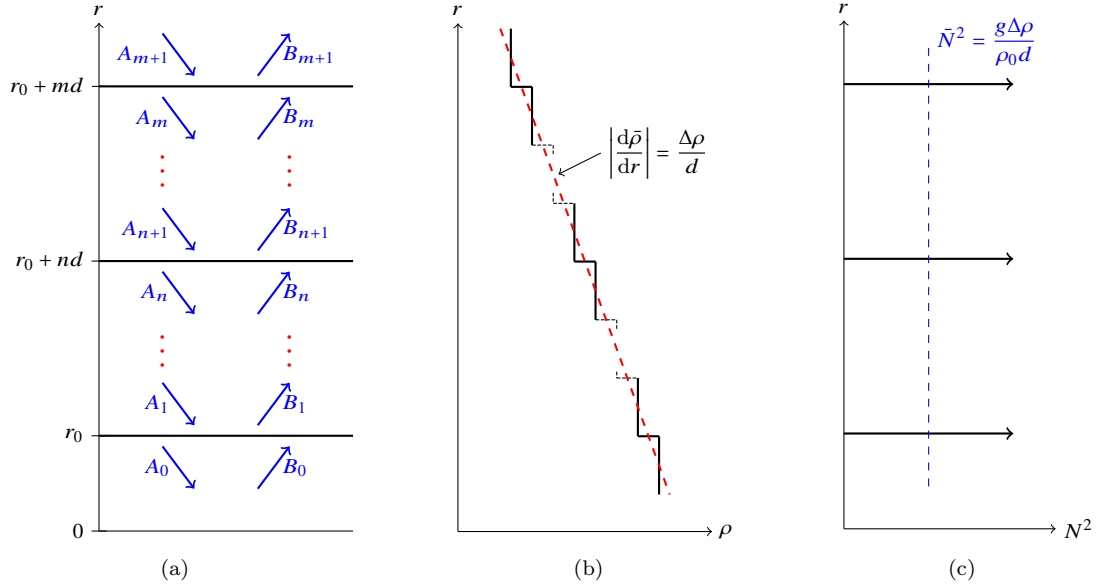 r
A_{m+1}
B_{m+1}
r_0 + md
A_m
B_m
A_{n+1}
B_{n+1}
r_0 + nd
A_n
B_n
A_1
B_1
r_0
A_0
B_0
0
(a)
r
|dρ̄/dr| = Δρ/d
ρ
(b)
r
N̄^2 = gΔρ/ρ_0d
N^2
(c)